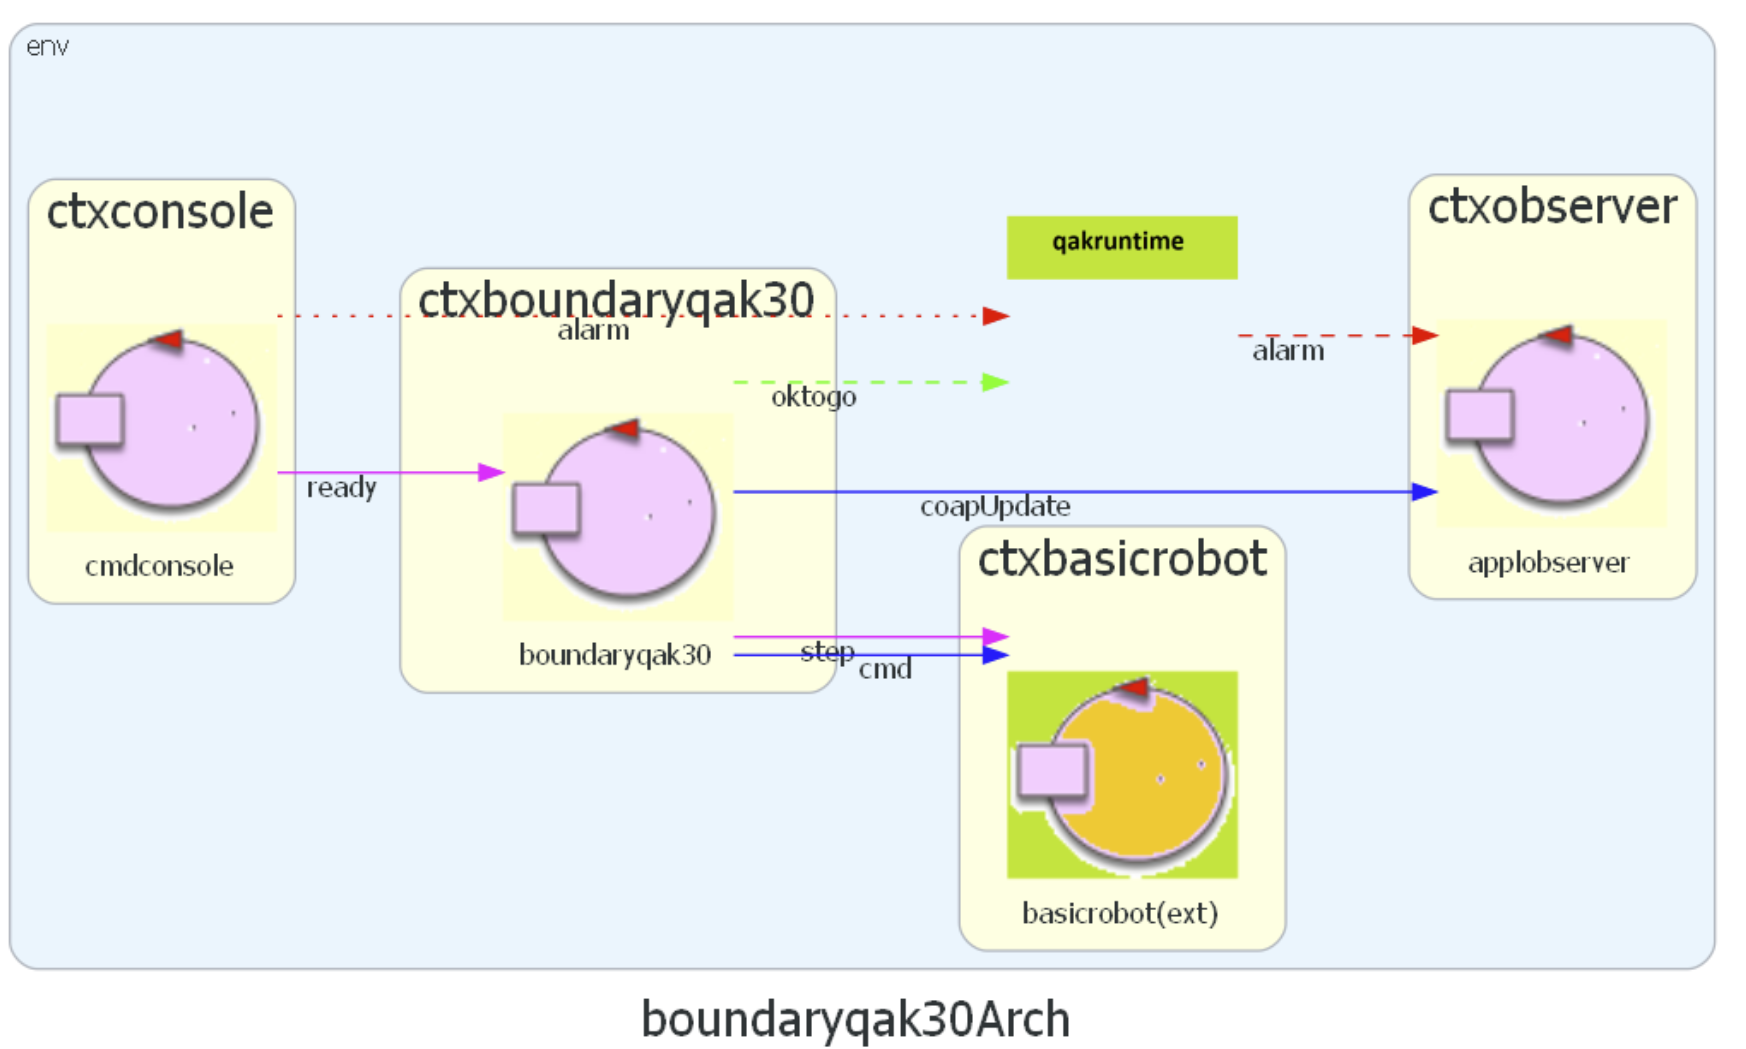 env
ctxconsole
ctxobserver
qakruntime
ctxboundaryqak30
alarm
alarm
oktogo
ready
coapUpdate
ctxbasicrobot
cmdconsole
applobserver
boundaryqak30
step
cmd
basicrobot(ext)
boundaryqak30Arch